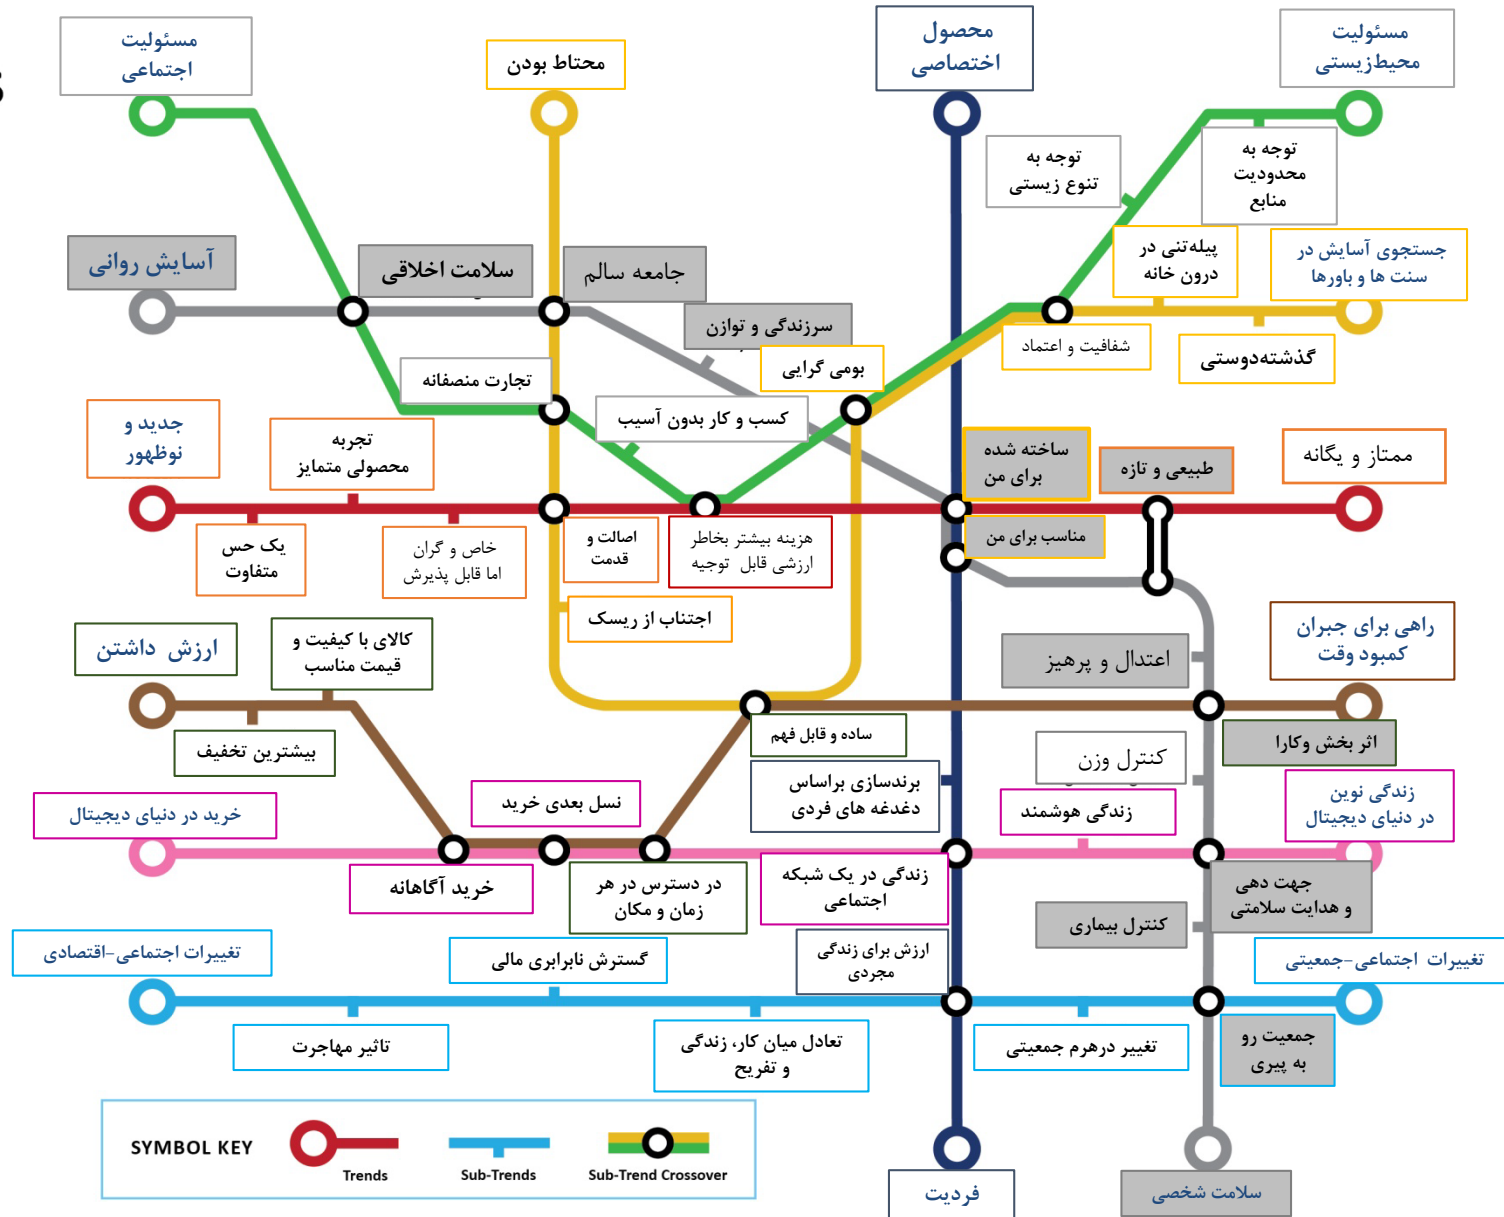 مسئولیت
اجتماعی
محتاط بودن
محصول
اختصاصی
مسئولیت
محیط‌زیستی
توجه به
تنوع زیستی
توجه به
محدودیت
منابع
آسایش روانی
سلامت اخلاقی
جامعه سالم
سرزندگی و توازن
پیله‌تنی در
درون خانه
جستجوی آسایش در
سنت ها و باورها
شفافیت و اعتماد
گذشته‌دوستی
تجارت منصفانه
بومی گرایی
کسب و کار بدون آسیب
جدید و
نوظهور
تجربه
محصولی متمایز
ساخته شده
برای من
طبیعی و تازه
ممتاز و یگانه
یک حس
متفاوت
خاص و گران
اما قابل پذیرش
اصالت و
قدمت
هزینه بیشتر بخاطر
ارزشی قابل توجیه
مناسب برای من
اجتناب از ریسک
ارزش داشتن
کالای با کیفیت و
قیمت مناسب
اعتدال و پرهیز
راهی برای جبران
کمبود وقت
بیشترین تخفیف
ساده و قابل فهم
اثر بخش وکارا
برندسازی براساس
دغدغه های فردی
کنترل وزن
خرید در دنیای دیجیتال
نسل بعدی خرید
زندگی هوشمند
زندگی نوین
در دنیای دیجیتال
خرید آگاهانه
در دسترس در هر
زمان و مکان
زندگی در یک شبکه
اجتماعی
جهت دهی
و هدایت سلامتی
کنترل بیماری
تغییرات اجتماعی-اقتصادی
گسترش نابرابری مالی
ارزش برای زندگی
مجردی
تغییرات اجتماعی-جمعیتی
تاثیر مهاجرت
تعادل میان کار، زندگی
و تفریح
تغییر درهرم جمعیتی
جمعیت رو
به پیری
SYMBOL KEY
Trends
Sub-Trends
Sub-Trend Crossover
فردیت
سلامت شخصی